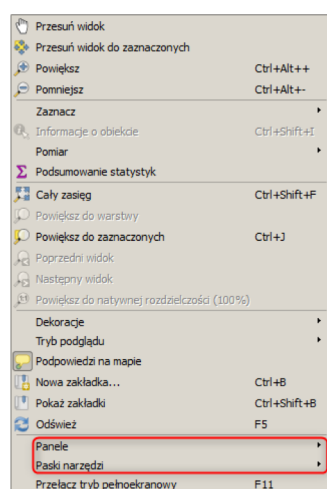 Przesuń widok
Przesuń widok do zaznaczonych
Powiększ Ctrl+Alt++
Pomniejsz Ctrl+Alt+-
Zaznacz
Informacje o obiekcie Ctrl+Shift+I
Pomiar
Podsumowanie statystyk
Cały zasięg Ctrl+Shift+F
Powiększ do warstwy
Powiększ do zaznaczonych Ctrl+J
Poprzedni widok
Następny widok
Powiększ do natywnej rozdzielczości (100%)
Dekoracje
Tryb podglądu
Podpowiedzi na mapie
Nowa zakładka... Ctrl+B
Pokaż zakładki Ctrl+Shift+B
Odśwież F5
Panele
Paski narzędzi
Przełącz tryb pełnoekranowy F11